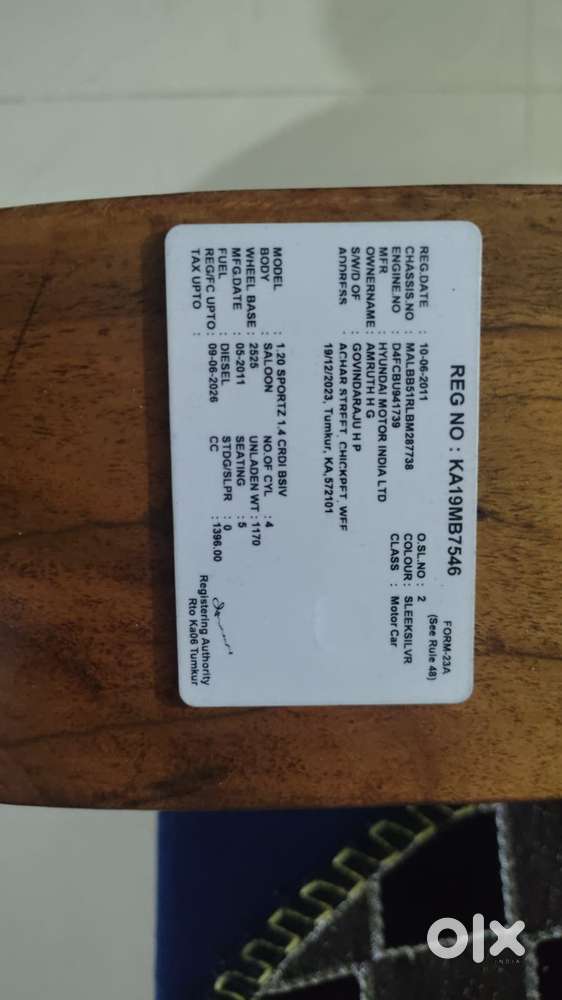 FORM-23A
(See Rule 48)
REG NO : KA19MB7546
REG.DATE : 10-06-2011 O.SL.NO : 2
CHASSIS.NO : MALBB51RLBM287738 COLOUR : SLEEKSILVR
ENGINE.NO : D4FCBU941739 CLASS : Motor Car
MFR : HYUNDAI MOTOR INDIA LTD
OWNERNAME : AMRUTH H G
S/W/D OF : GOVINDARAJU H P
ADDRESS : ACHAR STREET, CHICKPET, WEF
19/12/2023, Tumkur, KA,572101
MODEL : 1.20 SPORTZ 1.4 CRDI BSIV
BODY : SALOON NO.OF CYL : 4
WHEEL BASE : 2525 UNLADEN WT : 1170
MFG.DATE : 05-2011 SEATING : 5
FUEL : DIESEL STDG/SLPR : 0
REG/FC UPTO : 09-06-2026 CC : 1396.00
TAX UPTO :
Registering Authority
Rto Ka06 Tumkur
olx
INDIA